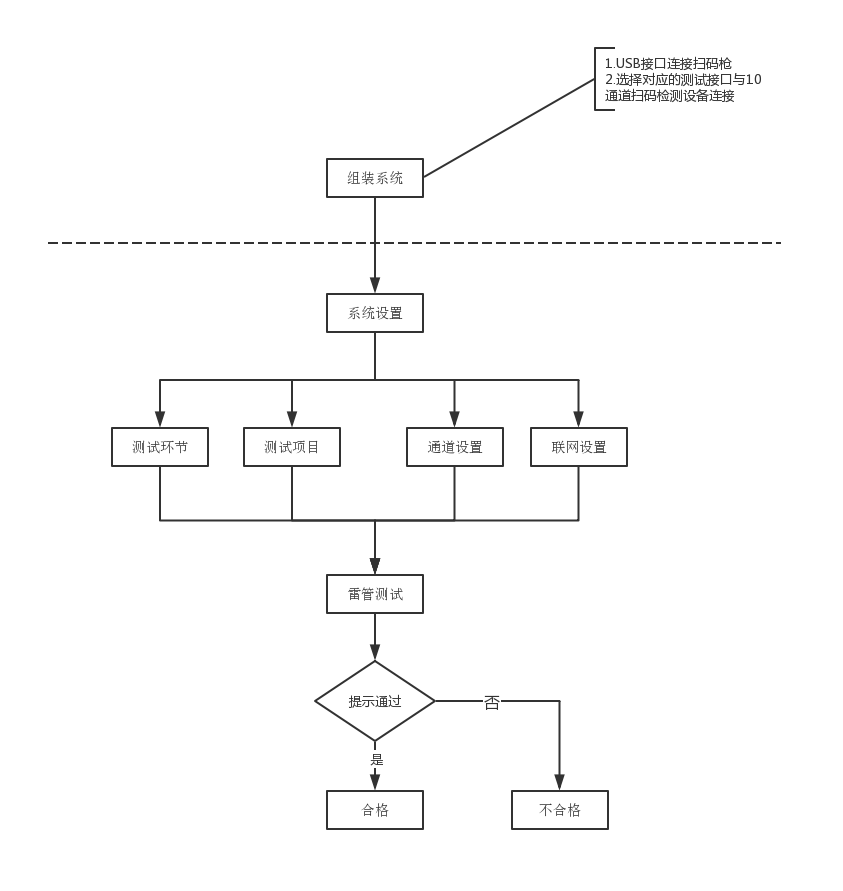 1.USB接口连接扫码枪
2.选择对应的测试接口与10
通道扫码检测设备连接
组装系统
系统设置
测试环节
测试项目
通道设置
联网设置
雷管测试
提示通过
否
是
合格
不合格